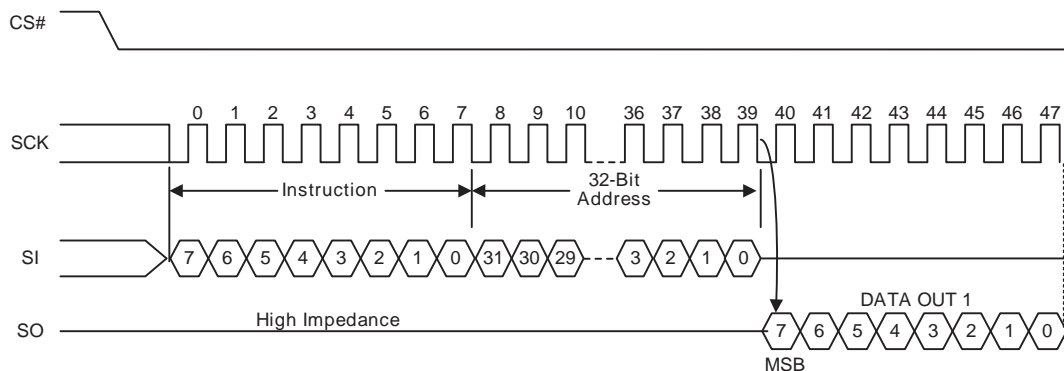 CS#
0 1 2 3 4 5 6 7 8 9 10 36 37 38 39 40 41 42 43 44 45 46 47
SCK
Instruction
32-Bit
Address
SI
7 6 5 4 3 2 1 0 31 30 29 3 2 1 0
DATA OUT 1
High Impedance
SO
7 6 5 4 3 2 1 0
MSB